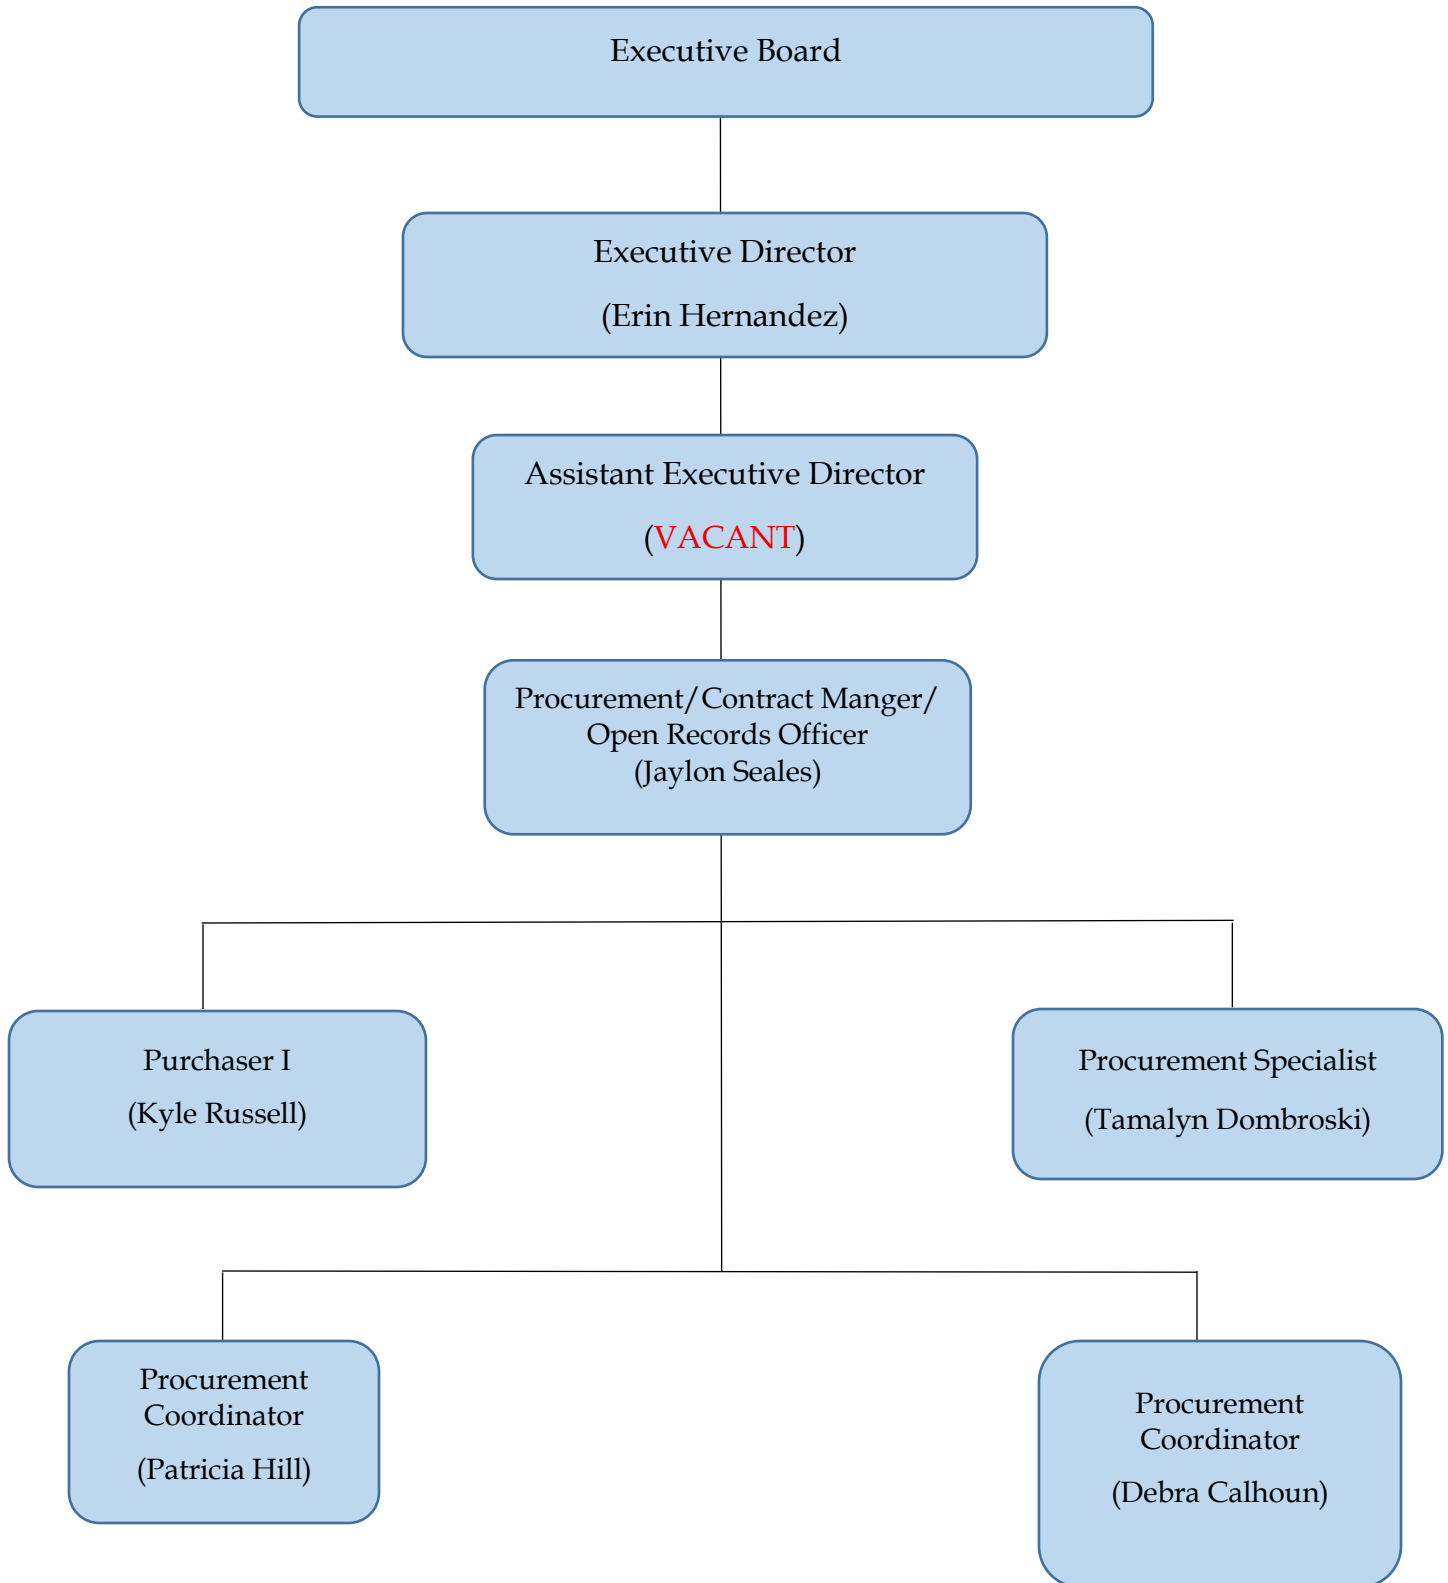 Executive Board
Executive Director
(Erin Hernandez)
Assistant Executive Director
(VACANT)
Procurement/Contract Manger/
Open Records Officer
(Jaylon Seales)
Purchaser I
(Kyle Russell)
Procurement Specialist
(Tamalyn Dombroski)
Procurement
Coordinator
(Patricia Hill)
Procurement
Coordinator
(Debra Calhoun)